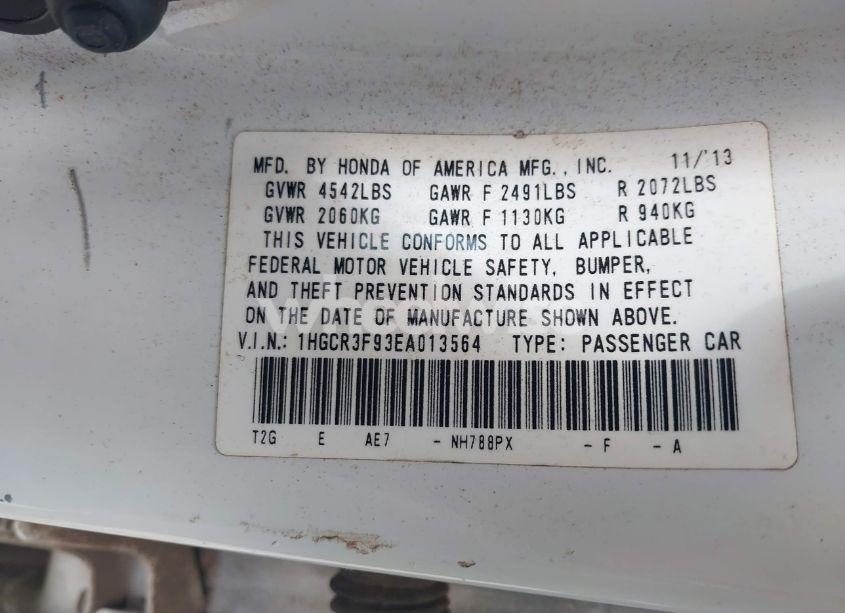 MFD. BY HONDA OF AMERICA MFG., INC. 11/'13
GVWR 4542LBS GAWR F 2491LBS R 2072LBS
GVWR 2060KG GAWR F 1130KG R 940KG
THIS VEHICLE CONFORMS TO ALL APPLICABLE
FEDERAL MOTOR VEHICLE SAFETY, BUMPER,
AND THEFT PREVENTION STANDARDS IN EFFECT
ON THE DATE OF MANUFACTURE SHOWN ABOVE.
V.I.N.: 1HGCR3F93EA013564 TYPE: PASSENGER CAR
T2G E AE7 - NH788PX - F - A